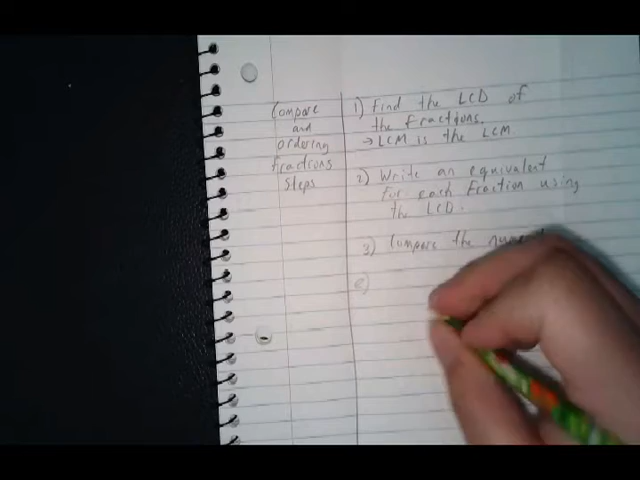 Compare
and
ordering
fractions
steps
1) Find the LCD of
the fractions.
→ LCM is the LCM
2) Write an equivalent
for each fraction using
the LCD.
3) Compare the